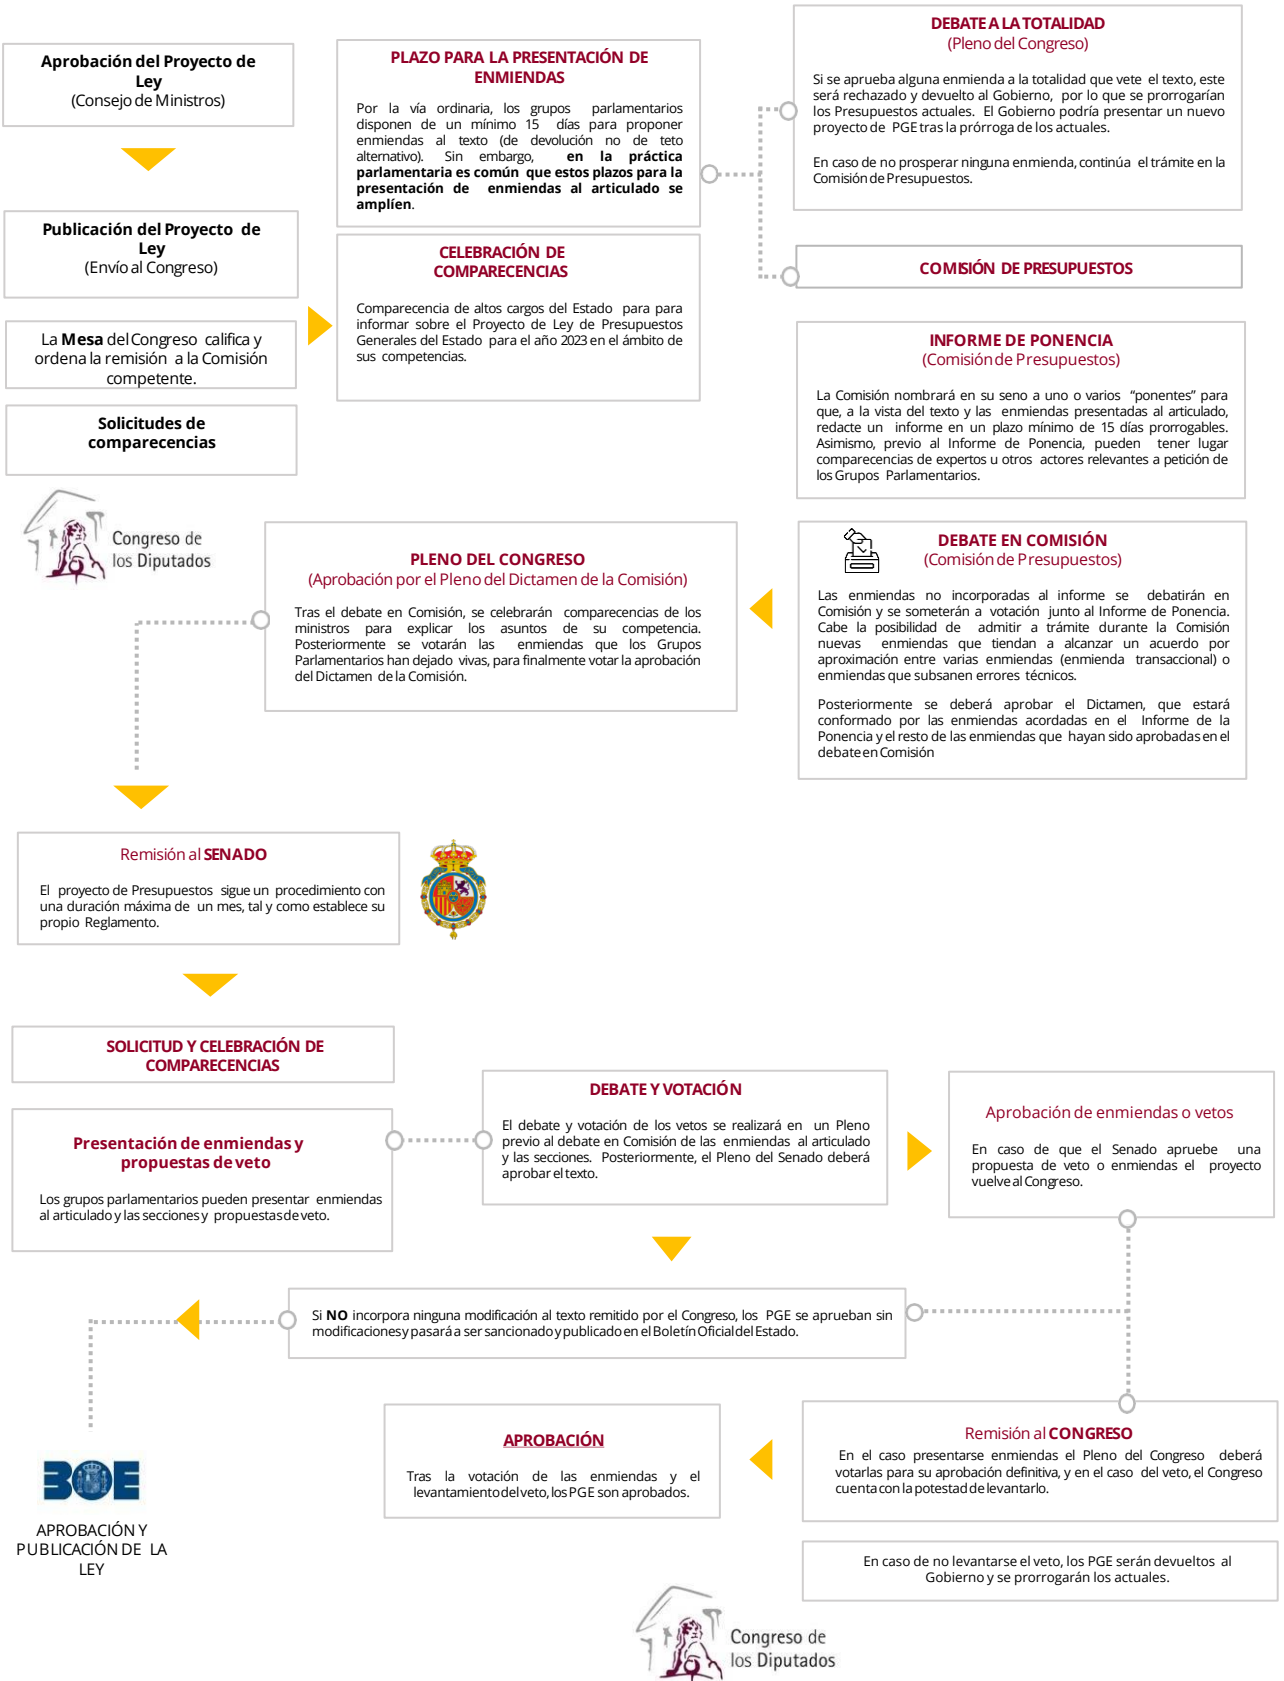 Aprobación del Proyecto de
Ley
(Consejo de Ministros)
Publicación del Proyecto de
Ley
(Envío al Congreso)
La Mesa del Congreso califica y
ordena la remisión a la Comisión
competente.
Solicitudes de
comparecencias
PLAZO PARA LA PRESENTACIÓN DE
ENMIENDAS
Por la vía ordinaria, los grupos parlamentarios
disponen de un mínimo 15 días para proponer
enmiendas al texto (de devolución no de teto
alternativo). Sin embargo, en la práctica
parlamentaria es común que estos plazos para la
presentación de enmiendas al articulado se
amplíen.
CELEBRACIÓN DE
COMPARECENCIAS
Comparecencia de altos cargos del Estado para para
informar sobre el Proyecto de Ley de Presupuestos
Generales del Estado para el año 2023 en el ámbito de
sus competencias.
DEBATE A LA TOTALIDAD
(Pleno del Congreso)
Si se aprueba alguna enmienda a la totalidad que vete el texto, este
será rechazado y devuelto al Gobierno, por lo que se prorrogarían
los Presupuestos actuales. El Gobierno podría presentar un nuevo
proyecto de PGE tras la prórroga de los actuales.
En caso de no prosperar ninguna enmienda, continúa el trámite en la
Comisión de Presupuestos.
COMISIÓN DE PRESUPUESTOS
INFORME DE PONENCIA
(Comisión de Presupuestos)
La Comisión nombrará en su seno a uno o varios “ponentes” para
que, a la vista del texto y las enmiendas presentadas al articulado,
redacte un informe en un plazo mínimo de 15 días prorrogables.
Asimismo, previo al Informe de Ponencia, pueden tener lugar
comparecencias de expertos u otros actores relevantes a petición de
los Grupos Parlamentarios.
Congreso de
los Diputados
PLENO DEL CONGRESO
(Aprobación por el Pleno del Dictamen de la Comisión)
Tras el debate en Comisión, se celebrarán comparecencias de los
ministros para explicar los asuntos de su competencia.
Posteriormente se votarán las enmiendas que los Grupos
Parlamentarios han dejado vivas, para finalmente votar la aprobación
del Dictamen de la Comisión.
DEBATE EN COMISIÓN
(Comisión de Presupuestos)
Las enmiendas no incorporadas al informe se debatirán en
Comisión y se someterán a votación junto al Informe de Ponencia.
Cabe la posibilidad de admitir a trámite durante la Comisión
nuevas enmiendas que tiendan a alcanzar un acuerdo por
aproximación entre varias enmiendas (enmienda transaccional) o
enmiendas que subsanen errores técnicos.
Posteriormente se deberá aprobar el Dictamen, que estará
conformado por las enmiendas acordadas en el Informe de la
Ponencia y el resto de las enmiendas que hayan sido aprobadas en el
debate en Comisión
Remisión al SENADO
El proyecto de Presupuestos sigue un procedimiento con
una duración máxima de un mes, tal y como establece su
propio Reglamento.
SOLICITUD Y CELEBRACIÓN DE
COMPARECENCIAS
Presentación de enmiendas y
propuestas de veto
Los grupos parlamentarios pueden presentar enmiendas
al articulado y las secciones y propuestas de veto.
DEBATE Y VOTACIÓN
El debate y votación de los vetos se realizará en un Pleno
previo al debate en Comisión de las enmiendas al articulado
y las secciones. Posteriormente, el Pleno del Senado deberá
aprobar el texto.
Aprobación de enmiendas o vetos
En caso de que el Senado apruebe una
propuesta de veto o enmiendas el proyecto
vuelve al Congreso.
Si NO incorpora ninguna modificación al texto remitido por el Congreso, los PGE se aprueban sin
modificaciones y pasará a ser sancionado y publicado en el Boletín Oficial del Estado.
Remisión al CONGRESO
En el caso presentarse enmiendas el Pleno del Congreso deberá
votarlas para su aprobación definitiva, y en el caso del veto, el Congreso
cuenta con la potestad de levantarlo.
APROBACIÓN
Tras la votación de las enmiendas y el
levantamiento del veto, los PGE son aprobados.
BOE
APROBACIÓN Y
PUBLICACIÓN DE LA
LEY
En caso de no levantarse el veto, los PGE serán devueltos al
Gobierno y se prorrogarán los actuales.
Congreso de
los Diputados